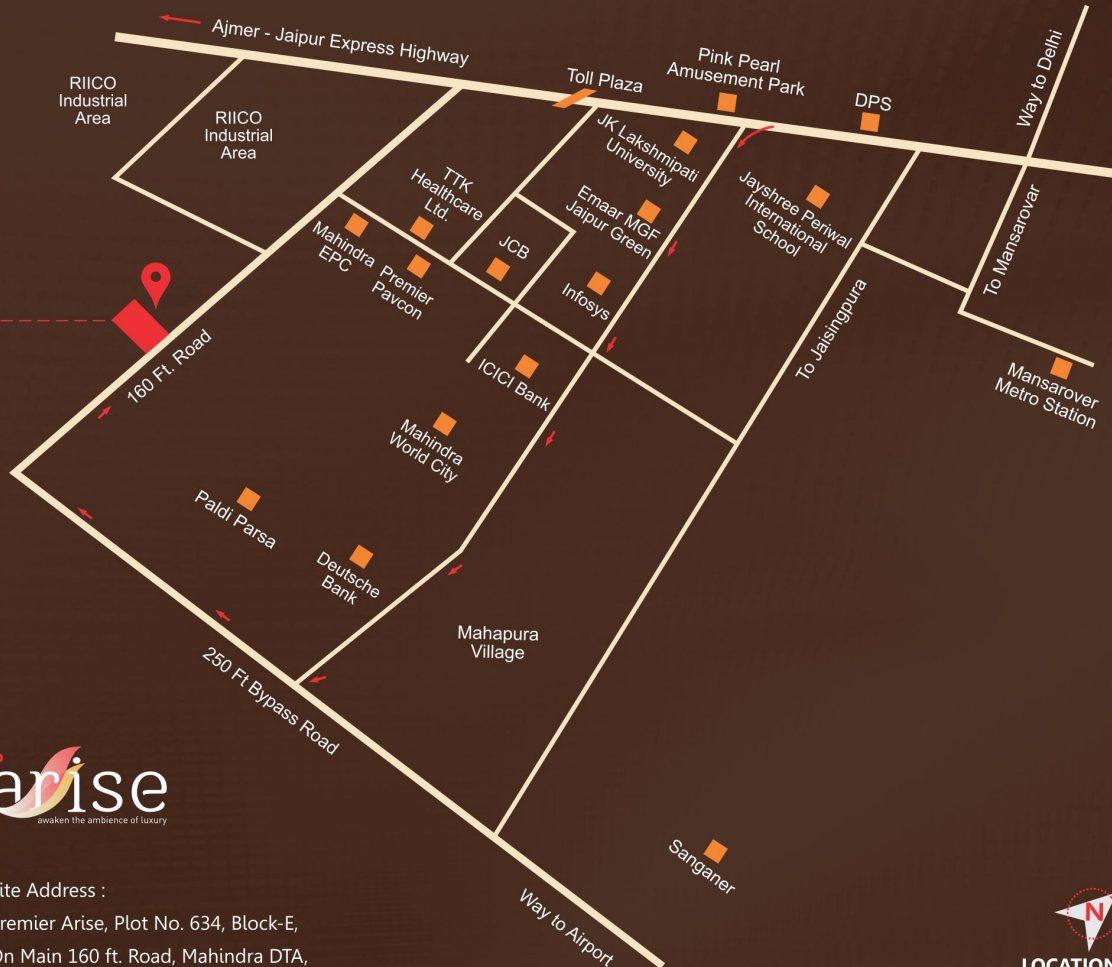 Ajmer - Jaipur Express Highway
Pink Pearl
Amusement Park
Way to Delhi
Toll Plaza
DPS
RIICO
Industrial
Area
RIICO
Industrial
Area
JK Lakshmipati
University
TTK
Healthcare
Ltd.
Emaar MGF
Jaipur Green
Jayshree Periwal
International
School
To Mansarovar
Mahindra
EPC
Premier
Pavcon
JCB
Infosys
To Jaisingpura
160 Ft. Road
ICICI Bank
Mansarover
Metro Station
Mahindra
World City
Paldi Parsa
Deutsche
Bank
Mahapura
Village
250 Ft Bypass Road
arise
awaken the ambience of luxury
Sanganer
Way to Airport
ite Address :
remier Arise, Plot No. 634, Block-E,
On Main 160 ft. Road, Mahindra DTA,
N
LOCATION